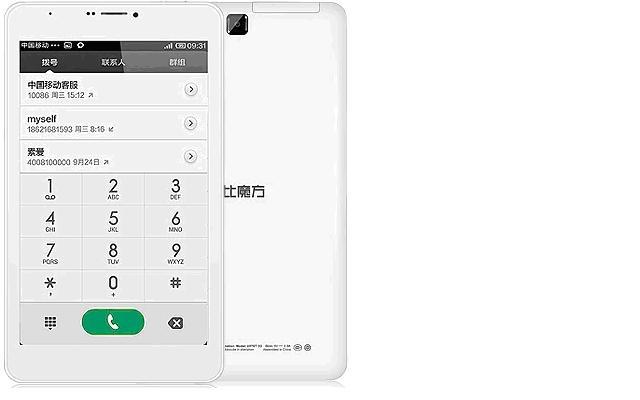 中国移动 09:31
拨号 联系人 群组
中国移动客服
10086 周三 15:12
myself
18621681593 周三 8:16
索爱
4008100000 9月24日
1 2 3
ABC DEF
4 5 6
GHI JKL MNO
7 8 9
PQRS TUV WXYZ
* 0 #
, +
比魔方